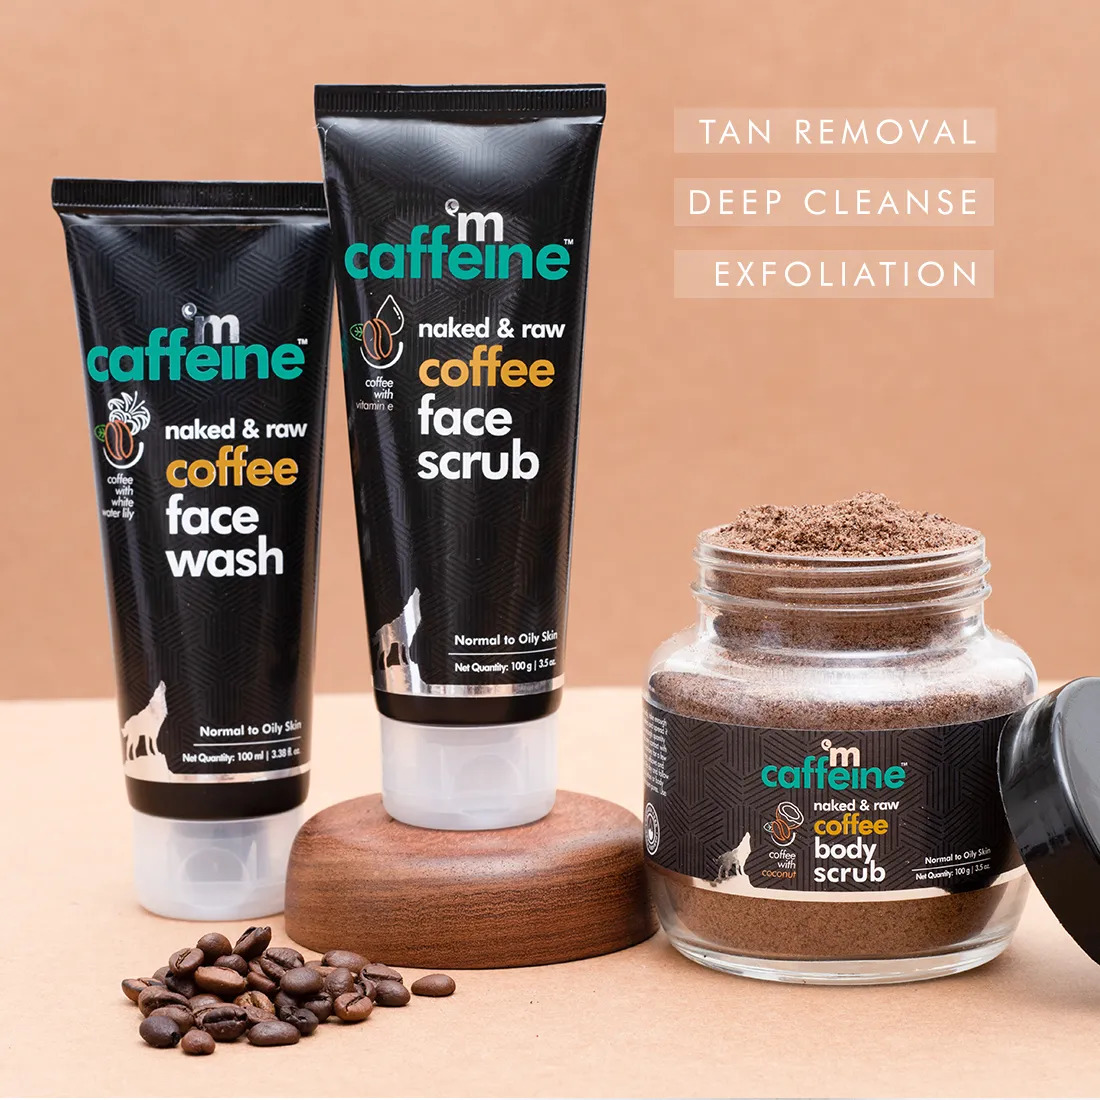 TAN REMOVAL
DEEP CLEANSE
EXFOLIATION
'm
caffeine™
naked & raw
coffee
face
wash
coffee
with
white
water lily
Normal to Oily Skin
Net Quantity: 100 ml | 3.38 fl. oz.
'm
caffeine™
naked & raw
coffee
face
scrub
coffee
with
vitamin e
Normal to Oily Skin
Net Quantity: 100 g | 3.5 oz.
'm
caffeine™
naked & raw
coffee
body
scrub
coffee
with
coconut
Normal to Oily Skin
Net Quantity: 100 g | 3.5 oz.